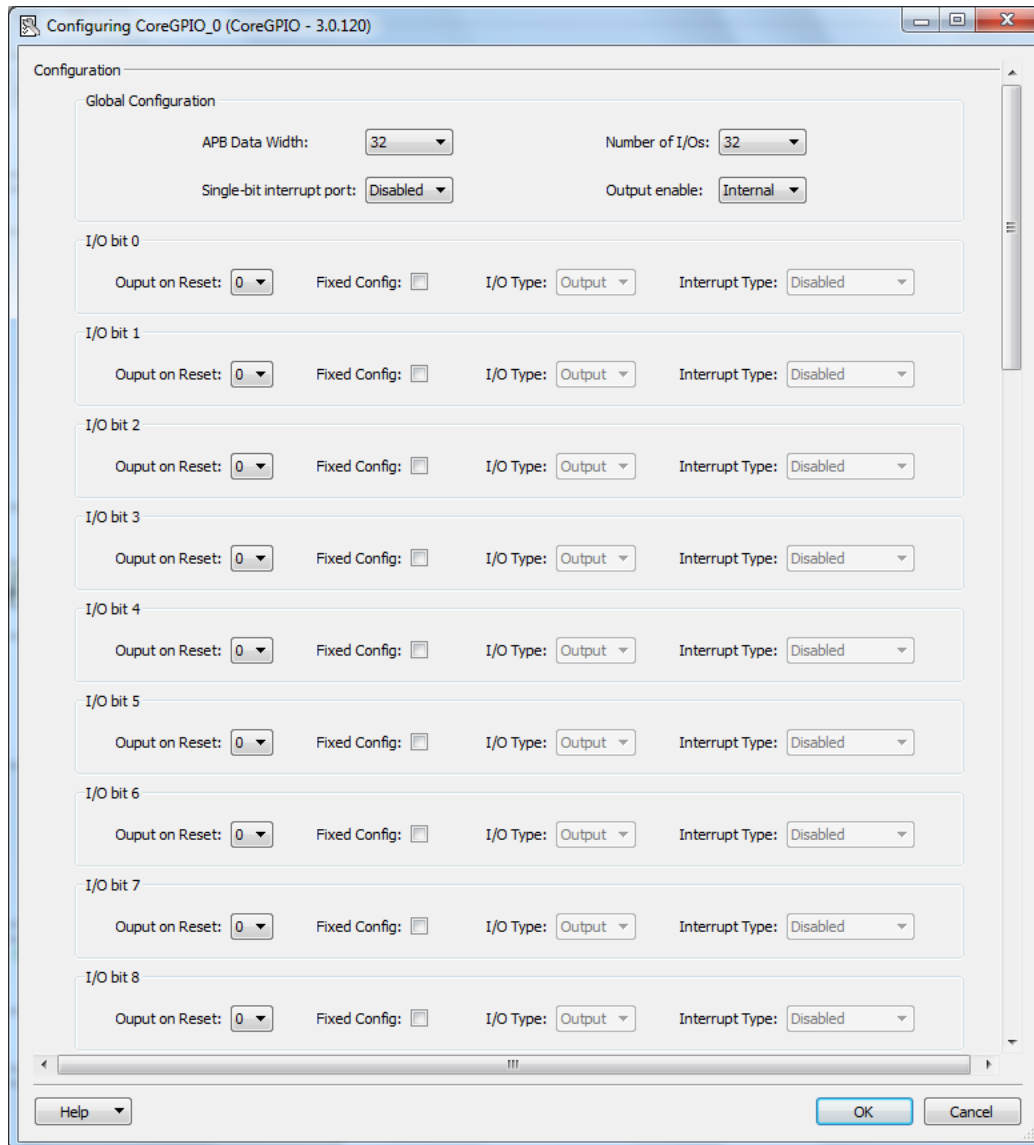 Configuring CoreGPIO_0 (CoreGPIO - 3.0.120)
Configuration
Global Configuration
APB Data Width: 32 Number of I/Os: 32
Single-bit interrupt port: Disabled Output enable: Internal
I/O bit 0
Ouput on Reset: 0 Fixed Config: I/O Type: Output Interrupt Type: Disabled
I/O bit 1
Ouput on Reset: 0 Fixed Config: I/O Type: Output Interrupt Type: Disabled
I/O bit 2
Ouput on Reset: 0 Fixed Config: I/O Type: Output Interrupt Type: Disabled
I/O bit 3
Ouput on Reset: 0 Fixed Config: I/O Type: Output Interrupt Type: Disabled
I/O bit 4
Ouput on Reset: 0 Fixed Config: I/O Type: Output Interrupt Type: Disabled
I/O bit 5
Ouput on Reset: 0 Fixed Config: I/O Type: Output Interrupt Type: Disabled
I/O bit 6
Ouput on Reset: 0 Fixed Config: I/O Type: Output Interrupt Type: Disabled
I/O bit 7
Ouput on Reset: 0 Fixed Config: I/O Type: Output Interrupt Type: Disabled
I/O bit 8
Ouput on Reset: 0 Fixed Config: I/O Type: Output Interrupt Type: Disabled
Help OK Cancel